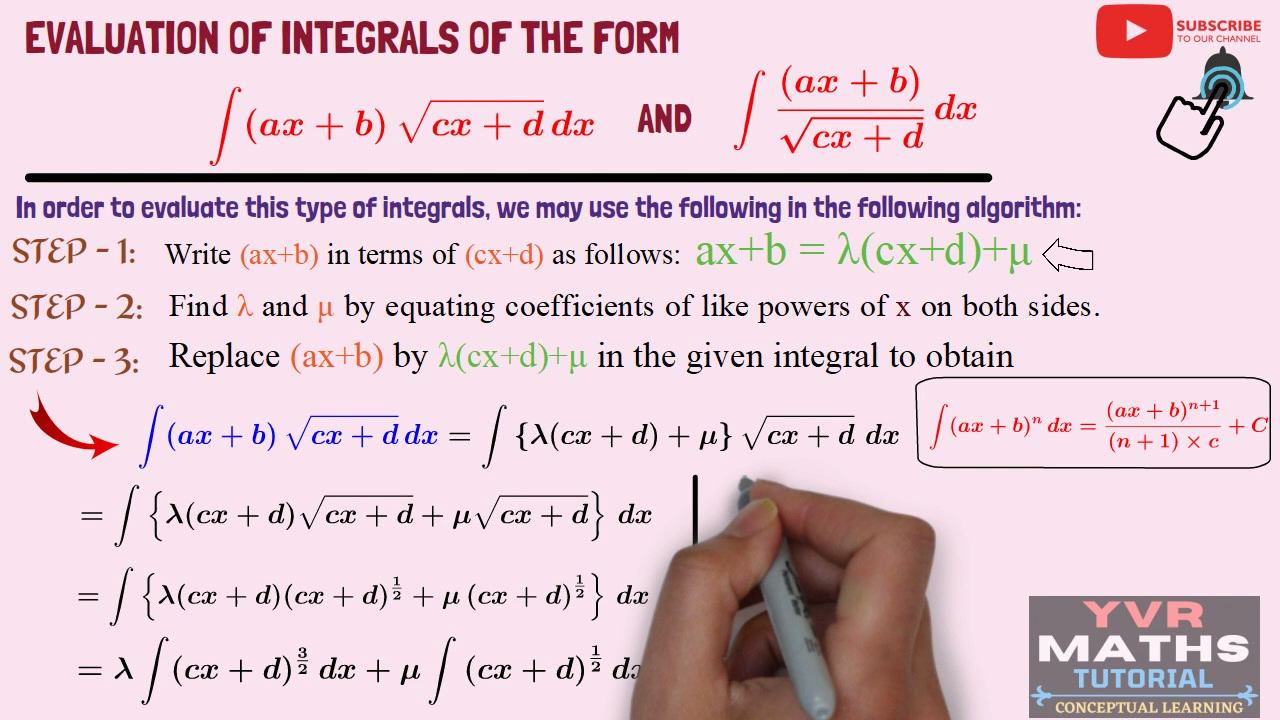 EVALUATION OF INTEGRALS OF THE FORM
SUBSCRIBE
TO OUR CHANNEL
∫(ax + b) √(cx + d) dx AND ∫ (ax + b)/√(cx + d) dx
In order to evaluate this type of integrals, we may use the following in the following algorithm:
STEP - 1: Write (ax+b) in terms of (cx+d) as follows: ax+b = λ(cx+d)+μ
STEP - 2: Find λ and μ by equating coefficients of like powers of x on both sides.
STEP - 3: Replace (ax+b) by λ(cx+d)+μ in the given integral to obtain
∫(ax + b) √(cx + d) dx = ∫ {λ(cx + d) + μ} √(cx + d) dx
∫(ax + b)ⁿ dx = (ax + b)ⁿ⁺¹/((n + 1) × c) + C
= ∫ {λ(cx + d)√(cx + d) + μ√(cx + d)} dx
= ∫ {λ(cx + d)(cx + d)^(1/2) + μ (cx + d)^(1/2)} dx
= λ ∫(cx + d)^(3/2) dx + μ ∫ (cx + d)^(1/2)
YVR
MATHS
TUTORIAL
CONCEPTUAL LEARNING